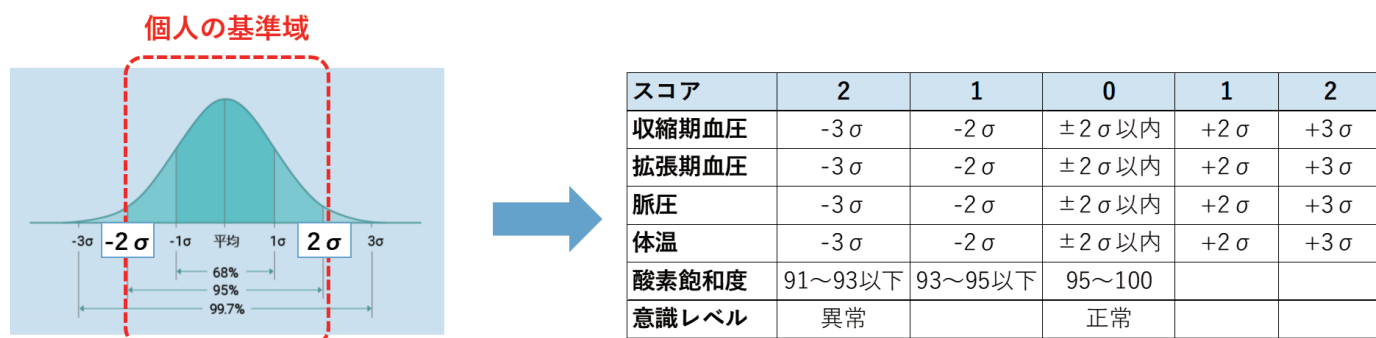 個人の基準域
-3σ -2σ -1σ 平均 1σ 2σ 3σ
68%
95%
99.7%
スコア 2 1 0 1 2
収縮期血圧 -3σ -2σ ±2σ以内 +2σ +3σ
拡張期血圧 -3σ -2σ ±2σ以内 +2σ +3σ
脈圧 -3σ -2σ ±2σ以内 +2σ +3σ
体温 -3σ -2σ ±2σ以内 +2σ +3σ
酸素飽和度 91～93以下 93～95以下 95～100
意識レベル 異常 正常